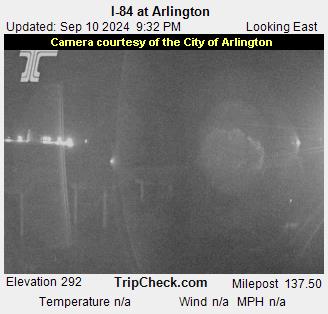 I-84 at Arlington
Updated: Sep 10 2024 9:32 PM Looking East
Camera courtesy of the City of Arlington
Elevation 292 TripCheck.com Milepost 137.50
Temperature n/a Wind n/a MPH n/a